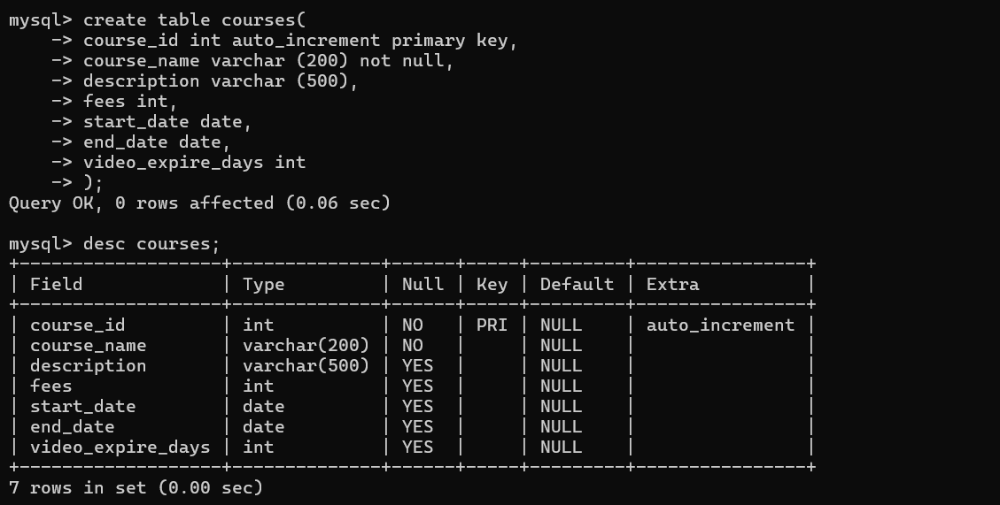 mysql> create table courses(
    -> course_id int auto_increment primary key,
    -> course_name varchar (200) not null,
    -> description varchar (500),
    -> fees int,
    -> start_date date,
    -> end_date date,
    -> video_expire_days int
    -> );
Query OK, 0 rows affected (0.06 sec)

mysql> desc courses;
+-------------------+--------------+------+-----+---------+----------------+
| Field             | Type         | Null | Key | Default | Extra          |
+-------------------+--------------+------+-----+---------+----------------+
| course_id         | int          | NO   | PRI | NULL    | auto_increment |
| course_name       | varchar(200) | NO   |     | NULL    |                |
| description       | varchar(500) | YES  |     | NULL    |                |
| fees              | int          | YES  |     | NULL    |                |
| start_date        | date         | YES  |     | NULL    |                |
| end_date          | date         | YES  |     | NULL    |                |
| video_expire_days | int          | YES  |     | NULL    |                |
+-------------------+--------------+------+-----+---------+----------------+
7 rows in set (0.00 sec)